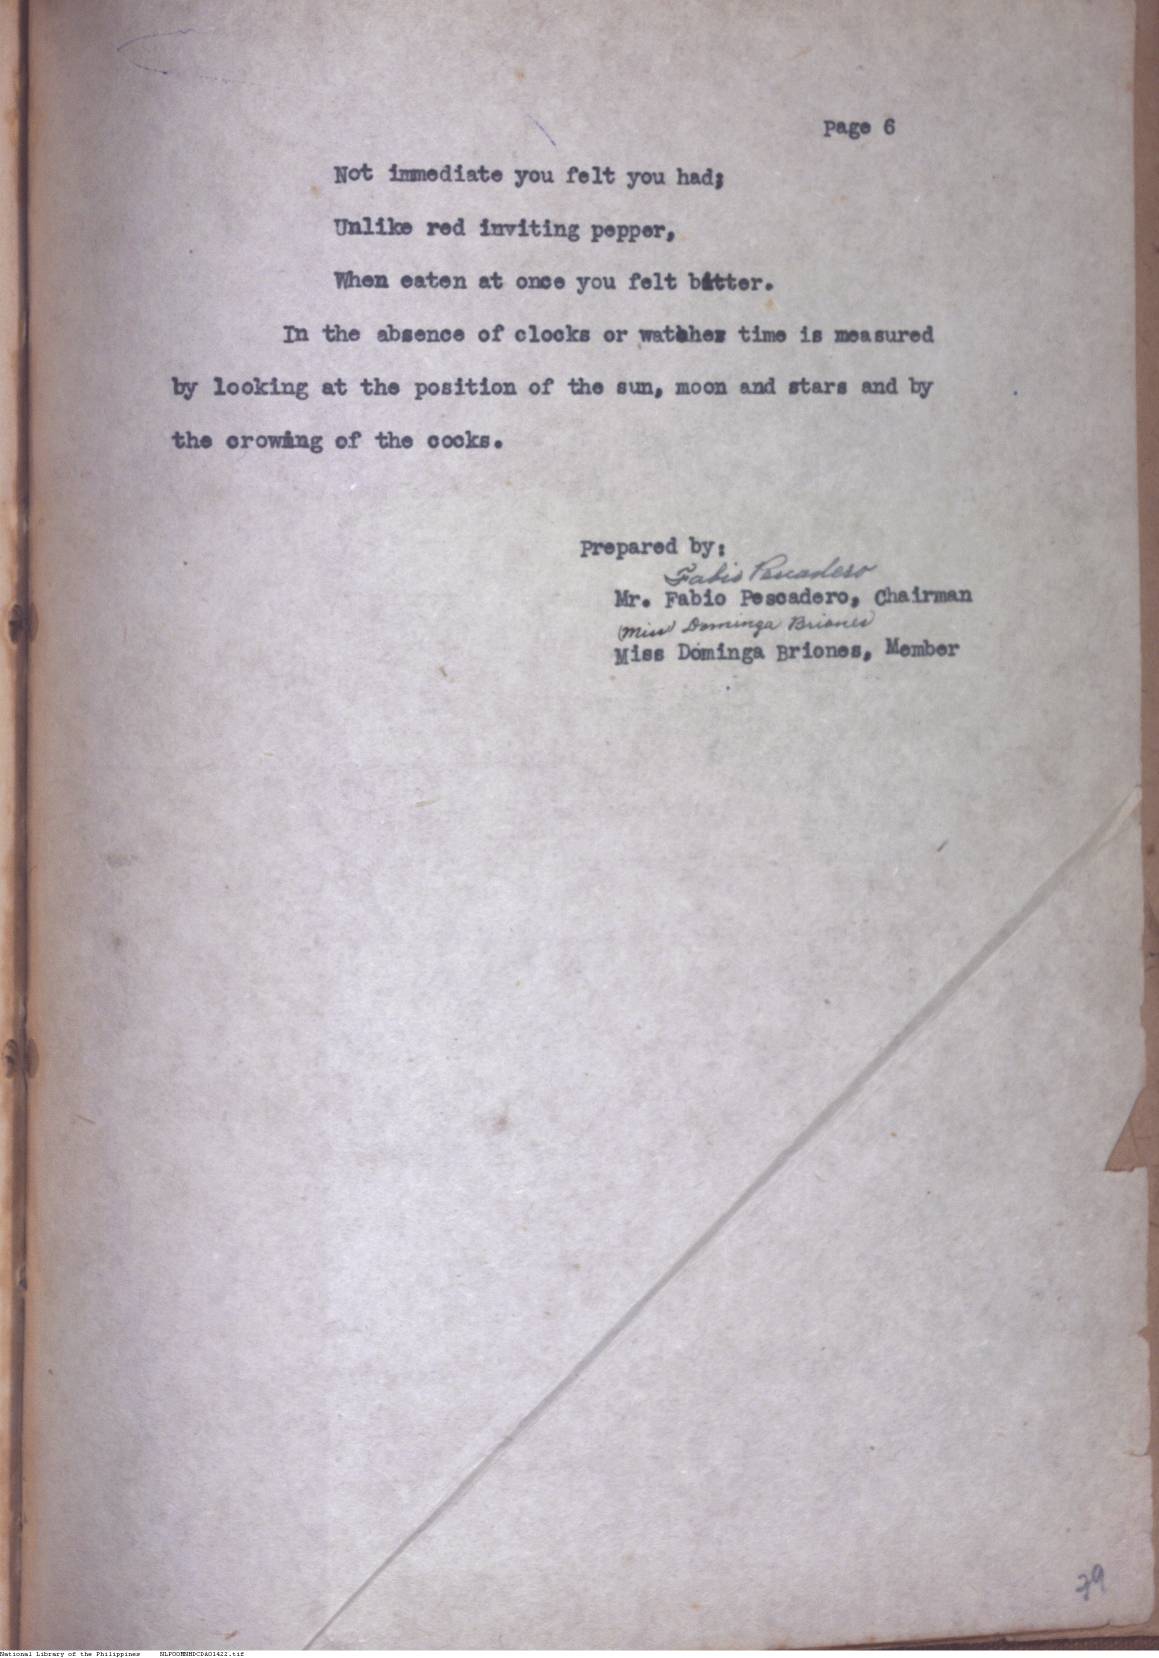 Page 6
Not immediate you felt you had;
Unlike red inviting pepper,
When eaten at once you felt bitter.
In the absence of clocks or watches time is measured
by looking at the position of the sun, moon and stars and by
the crowing of the cocks.
Prepared by:
Fabio Pescadero
Mr. Fabio Pescadero, Chairman
(Miss) Dominga Briones
Miss Dominga Briones, Member
79
National Library of the Philippines NLPOOMNHDCDA01422.tif